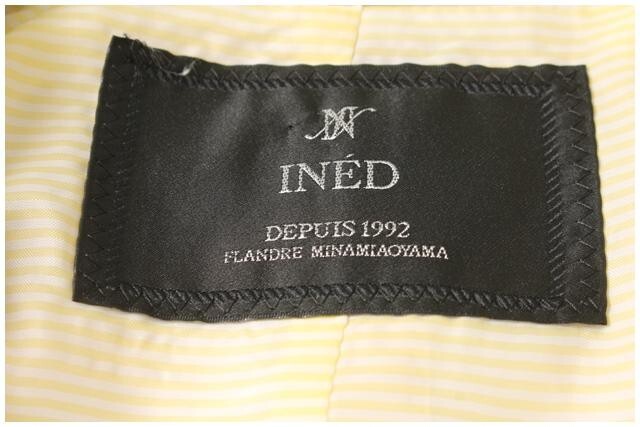 INÉD
DEPUIS 1992
FLANDRE MINAMIAOYAMA